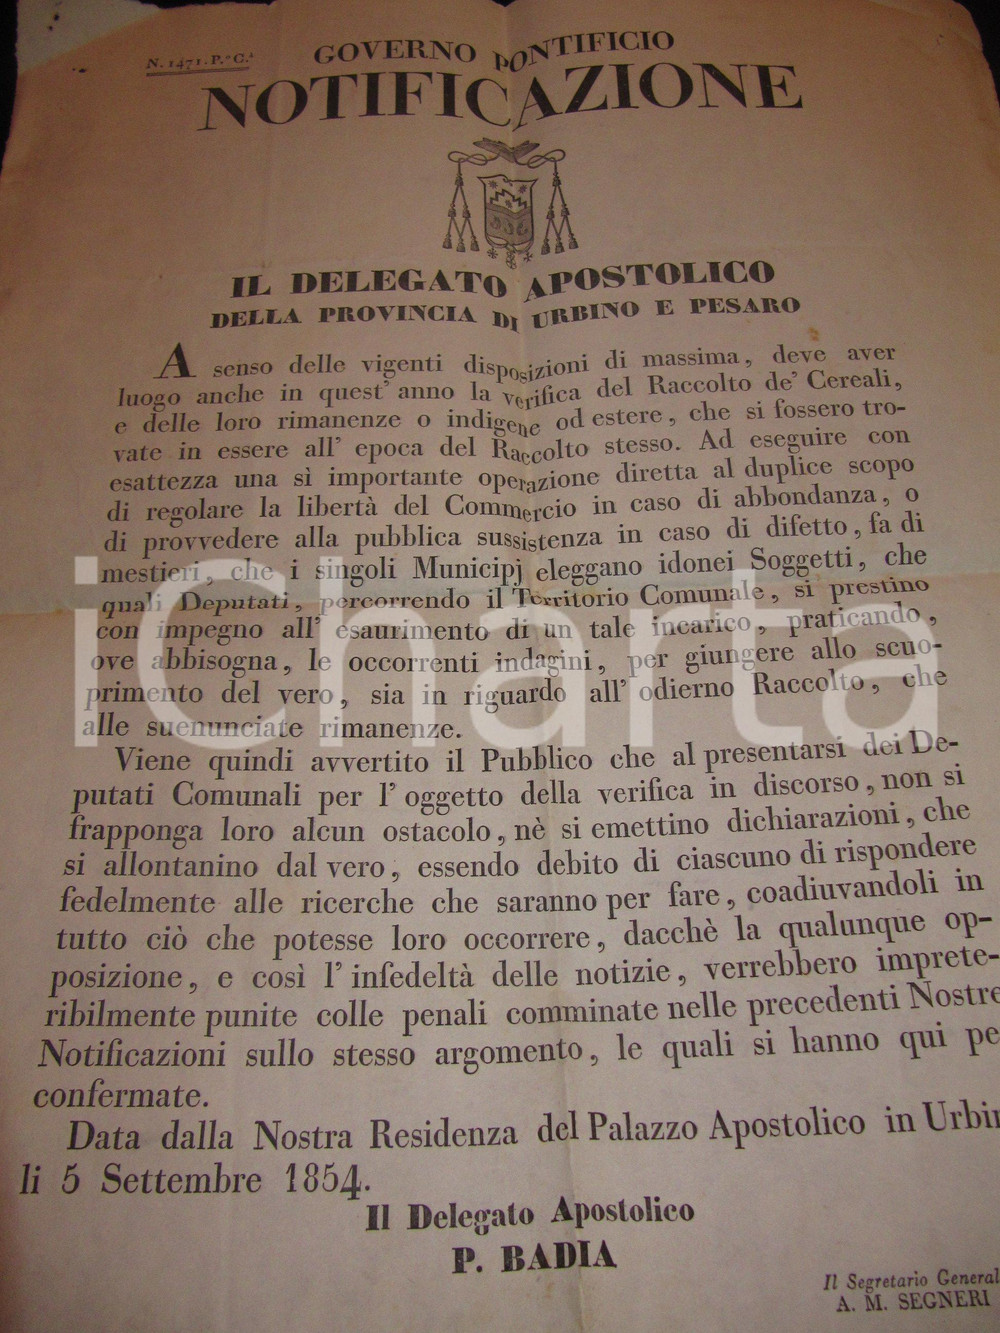 N. 1471. P.ª G.ª
GOVERNO PONTIFICIO
NOTIFICAZIONE
IL DELEGATO APOSTOLICO
DELLA PROVINCIA DI URBINO E PESARO
A senso delle vigenti disposizioni di massima, deve aver
luogo anche in quest' anno la verifica del Raccolto de' Cereali,
e delle loro rimanenze o indigene od estere, che si fossero tro-
vate in essere all' epoca del Raccolto stesso. Ad eseguire con
esattezza una sì importante operazione diretta al duplice scopo
di regolare la libertà del Commercio in caso di abbondanza, o
di provvedere alla pubblica sussistenza in caso di difetto, fa di
mestieri, che i singoli Municipj eleggano idonei Soggetti, che
quali Deputati, percorrendo il Territorio Comunale, si prestino
con impegno all' esaurimento di un tale incarico, praticando,
ove abbisogna, le occorrenti indagini, per giungere allo scuo-
primento del vero, sia in riguardo all' odierno Raccolto, che
alle suenunciate rimanenze.
Viene quindi avvertito il Pubblico che al presentarsi dei De-
putati Comunali per l' oggetto della verifica in discorso, non si
frapponga loro alcun ostacolo, nè si emettino dichiarazioni, che
si allontanino dal vero, essendo debito di ciascuno di rispondere
fedelmente alle ricerche che saranno per fare, coadiuvandoli in
tutto ciò che potesse loro occorrere, dacchè la qualunque op-
posizione, e così l' infedeltà delle notizie, verrebbero imprete-
ribilmente punite colle penali comminate nelle precedenti Nostre
Notificazioni sullo stesso argomento, le quali si hanno qui pe
confermate.
Data dalla Nostra Residenza del Palazzo Apostolico in Urbin
li 5 Settembre 1854.
Il Delegato Apostolico
P. BADIA
Il Segretario General
A. M. SEGNERI
iCharta